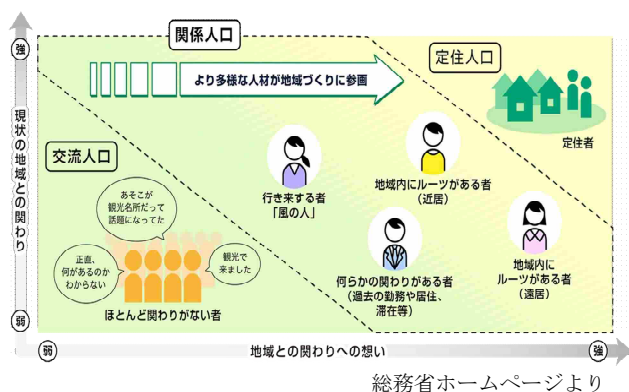 関係人口
強
定住人口
より多様な人材が地域づくりに参画
定住者
現状の地域との関わり
交流人口
あそこが
観光名所だって
話題になってた
正直、
何があるのか
わからない
観光で
来ました
ほとんど関わりがない者
行き来する者
「風の人」
地域内にルーツがある者
(近居)
何らかの関わりがある者
(過去の勤務や居住、
滞在等)
地域内に
ルーツがある者
(遠居)
弱
弱
地域との関わりへの想い
強
総務省ホームページより